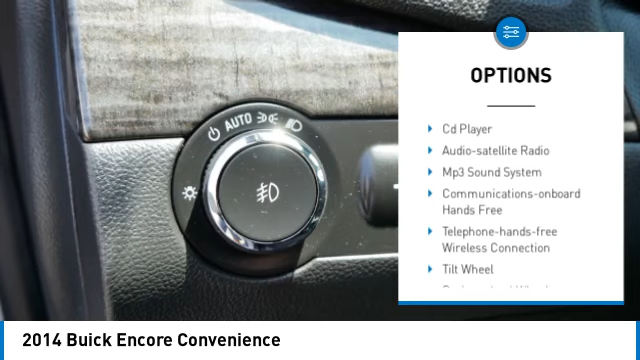 AUTO
OPTIONS
Cd Player
Audio-satellite Radio
Mp3 Sound System
Communications-onboard
Hands Free
Telephone-hands-free
Wireless Connection
Tilt Wheel
2014 Buick Encore Convenience